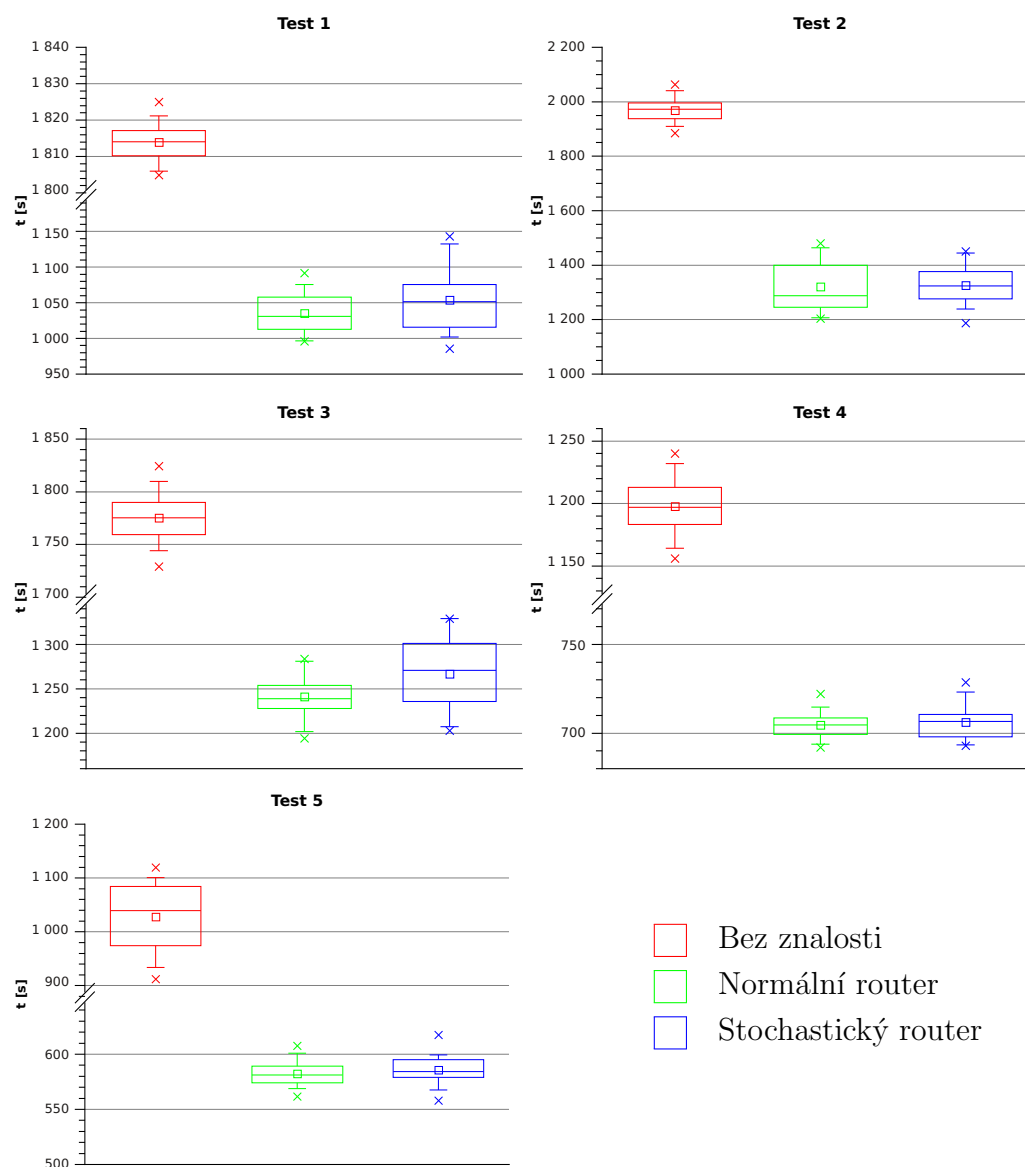 Test 1
1 840
1 830
1 820
1 810
1 800
1 150
1 100
1 050
1 000
950
t [s]
Test 2
2 200
2 000
1 800
1 600
1 400
1 200
1 000
t [s]
Test 3
1 850
1 800
1 750
1 700
1 300
1 250
1 200
t [s]
Test 4
1 250
1 200
1 150
750
700
t [s]
Test 5
1 200
1 100
1 000
900
600
550
500
t [s]
Bez znalosti
Normální router
Stochastický router